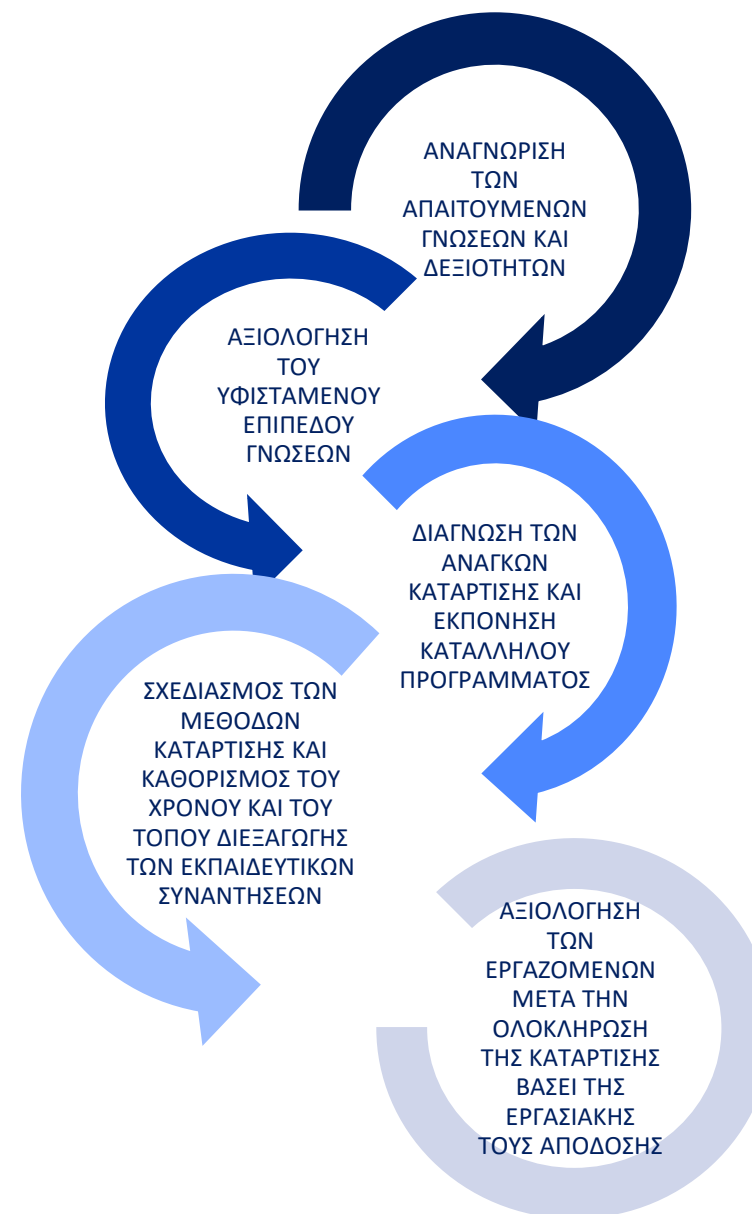 ΑΝΑΓΝΩΡΙΣΗ
ΤΩΝ
ΑΠΑΙΤΟΥΜΕΝΩΝ
ΓΝΩΣΕΩΝ ΚΑΙ
ΔΕΞΙΟΤΗΤΩΝ
ΑΞΙΟΛΟΓΗΣΗ
ΤΟΥ
ΥΦΙΣΤΑΜΕΝΟΥ
ΕΠΙΠΕΔΟΥ
ΓΝΩΣΕΩΝ
ΔΙΑΓΝΩΣΗ ΤΩΝ
ΑΝΑΓΚΩΝ
ΚΑΤΑΡΤΙΣΗΣ ΚΑΙ
ΕΚΠΟΝΗΣΗ
ΚΑΤΑΛΛΗΛΟΥ
ΠΡΟΓΡΑΜΜΑΤΟΣ
ΣΧΕΔΙΑΣΜΟΣ ΤΩΝ
ΜΕΘΟΔΩΝ
ΚΑΤΑΡΤΙΣΗΣ ΚΑΙ
ΚΑΘΟΡΙΣΜΟΣ ΤΟΥ
ΧΡΟΝΟΥ ΚΑΙ ΤΟΥ
ΤΟΠΟΥ ΔΙΕΞΑΓΩΓΗΣ
ΤΩΝ ΕΚΠΑΙΔΕΥΤΙΚΩΝ
ΣΥΝΑΝΤΗΣΕΩΝ
ΑΞΙΟΛΟΓΗΣΗ
ΤΩΝ
ΕΡΓΑΖΟΜΕΝΩΝ
ΜΕΤΑ ΤΗΝ
ΟΛΟΚΛΗΡΩΣΗ
ΤΗΣ ΚΑΤΑΡΤΙΣΗΣ
ΒΑΣΕΙ ΤΗΣ
ΕΡΓΑΣΙΑΚΗΣ
ΤΟΥΣ ΑΠΟΔΟΣΗΣ